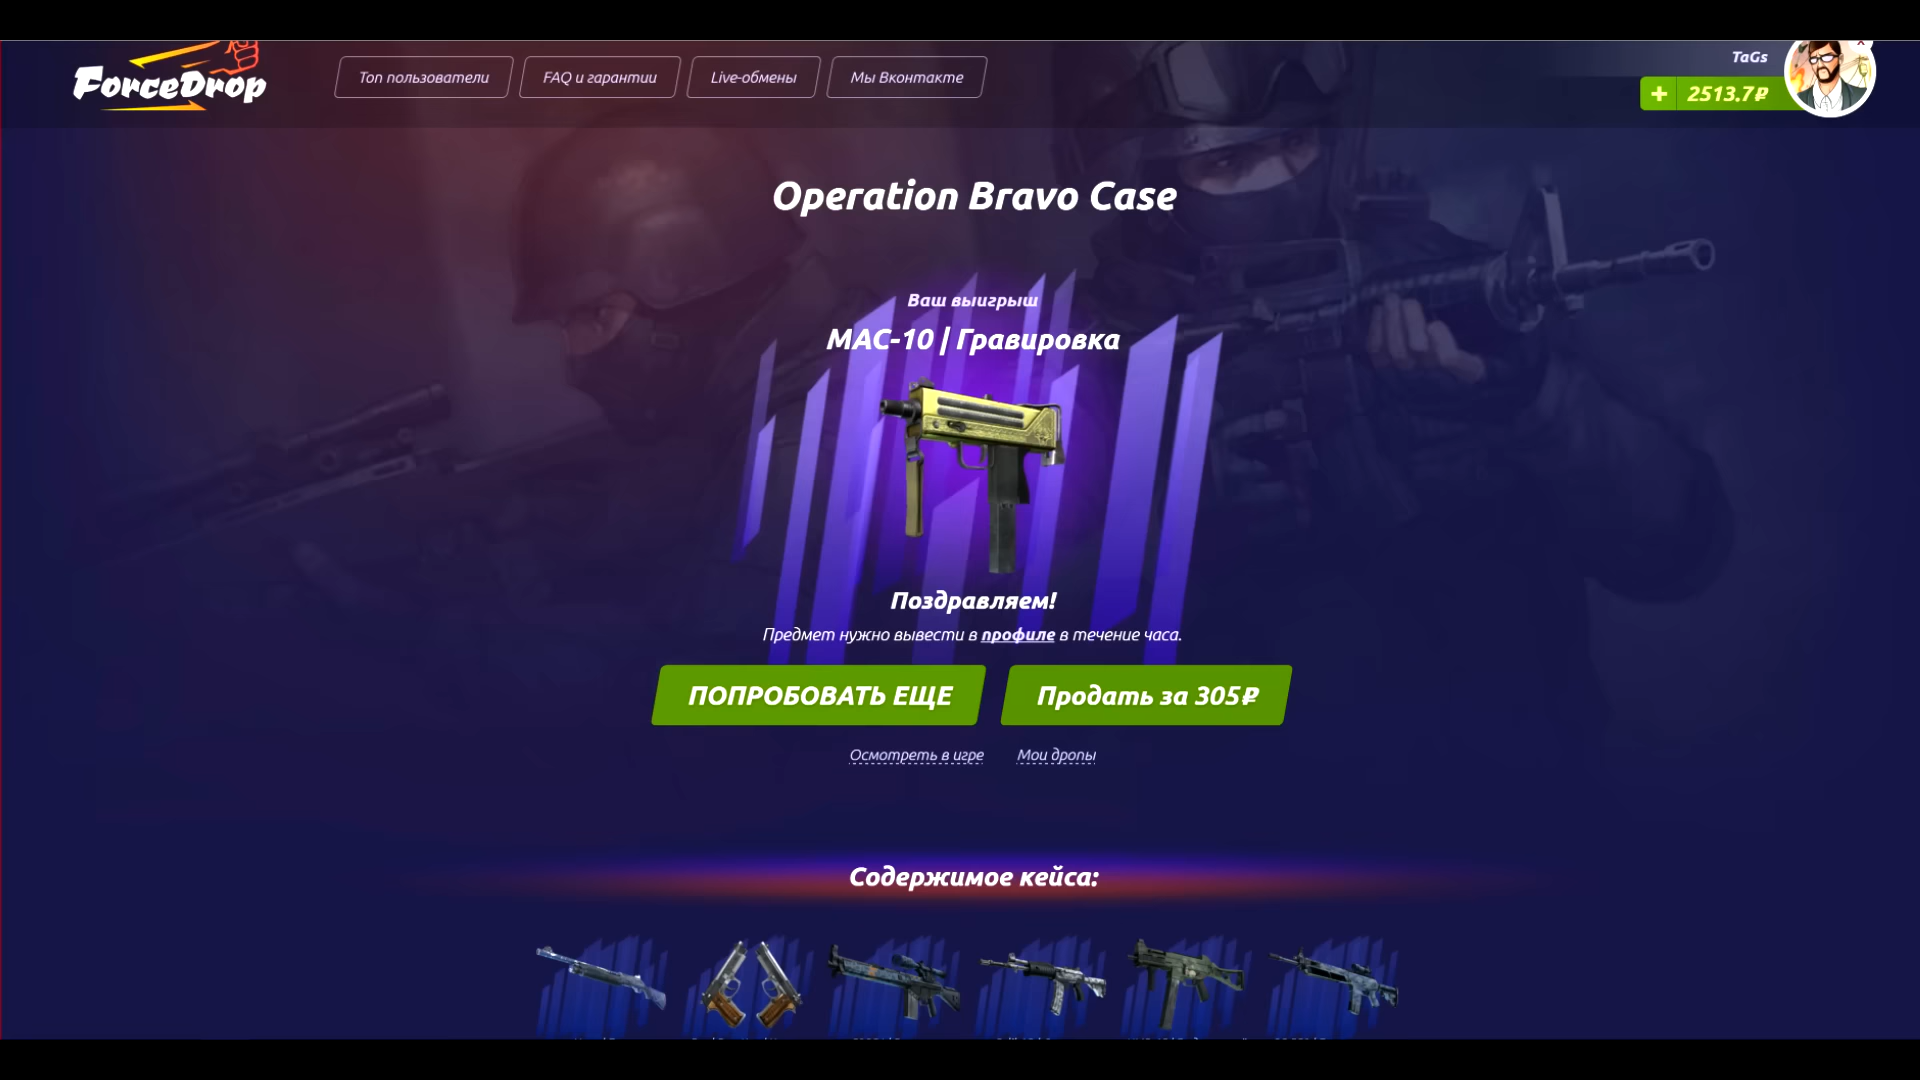 ForceDrop
Топ пользователи
FAQ и гарантии
Live-обмены
Мы Вконтакте
TaGs
+ 2513.7₽
Operation Bravo Case
Ваш выигрыш
MAC-10 | Гравировка
Поздравляем!
Предмет нужно вывести в профиле в течение часа.
ПОПРОБОВАТЬ ЕЩЕ
Продать за 305₽
Осмотреть в игре
Мои дропы
Содержимое кейса: